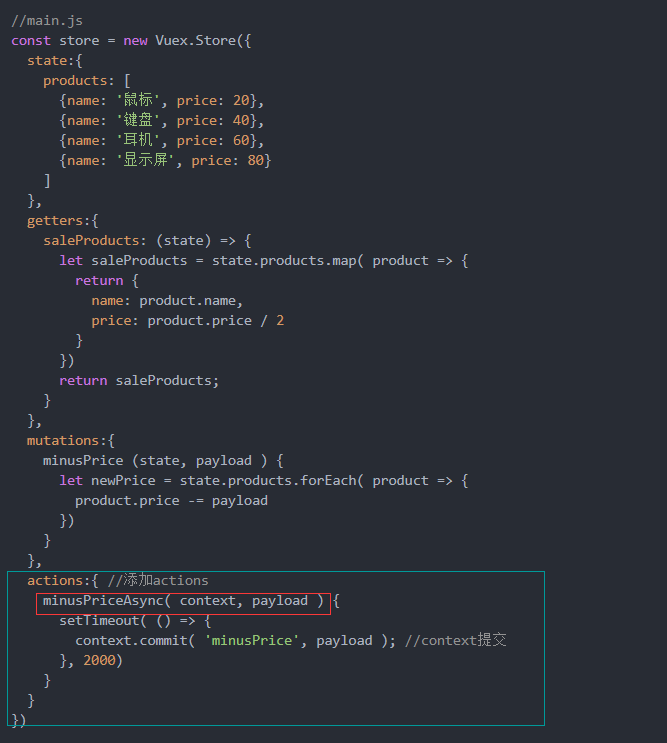 //main.js
const store = new Vuex.Store({
  state:{
    products: [
      {name: '鼠标', price: 20},
      {name: '键盘', price: 40},
      {name: '耳机', price: 60},
      {name: '显示屏', price: 80}
    ]
  },
  getters:{
    saleProducts: (state) => {
      let saleProducts = state.products.map( product => {
        return {
          name: product.name,
          price: product.price / 2
        }
      })
      return saleProducts;
    }
  },
  mutations:{
    minusPrice (state, payload ) {
      let newPrice = state.products.forEach( product => {
        product.price -= payload
      })
    }
  },
  actions:{ //添加actions
    minusPriceAsync( context, payload ) {
      setTimeout( () => {
        context.commit( 'minusPrice', payload ); //context提交
      }, 2000)
    }
  }
})